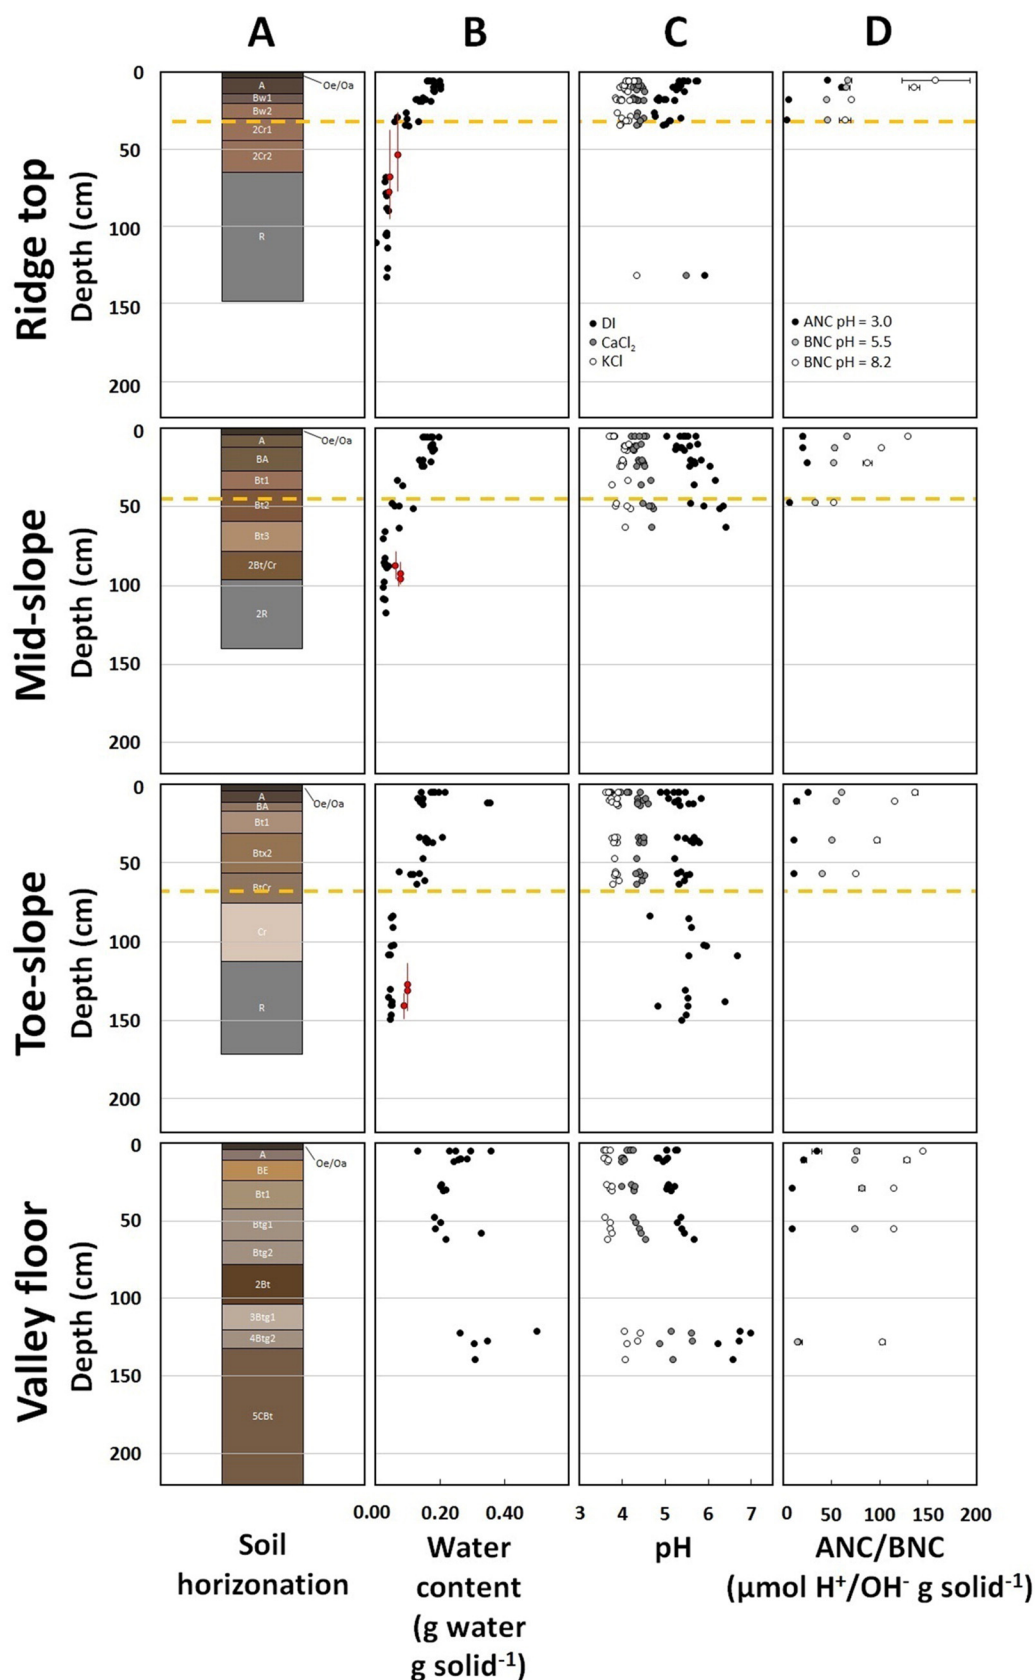 A B C D
Ridge top
Depth (cm)
0
50
100
150
200
Oe/Oa
A
Bw1
Bw2
2Cr1
2Cr2
R
DI
CaCl₂
KCl
ANC pH = 3.0
BNC pH = 5.5
BNC pH = 8.2
Mid-slope
Depth (cm)
0
50
100
150
200
Oe/Oa
A
BA
Bt1
Bt2
Bt3
2Bt/Cr
2R
Toe-slope
Depth (cm)
0
50
100
150
200
Oe/Oa
A
BA
Bt1
Btx2
BtCr
Cr
R
Valley floor
Depth (cm)
0
50
100
150
200
Oe/Oa
A
BE
Bt1
Btg1
Btg2
2Bt
3Btg1
4Btg2
5CBt
0.00 0.20 0.40
3 4 5 6 7
0 50 100 150 200
Soil
horizonation
Water
content
(g water
g solid⁻¹)
pH
ANC/BNC
(μmol H⁺/OH⁻ g solid⁻¹)